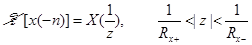 𝒵[x(−n)] = X(1/z), 1/R_{x+} <| z |< 1/R_{x−}